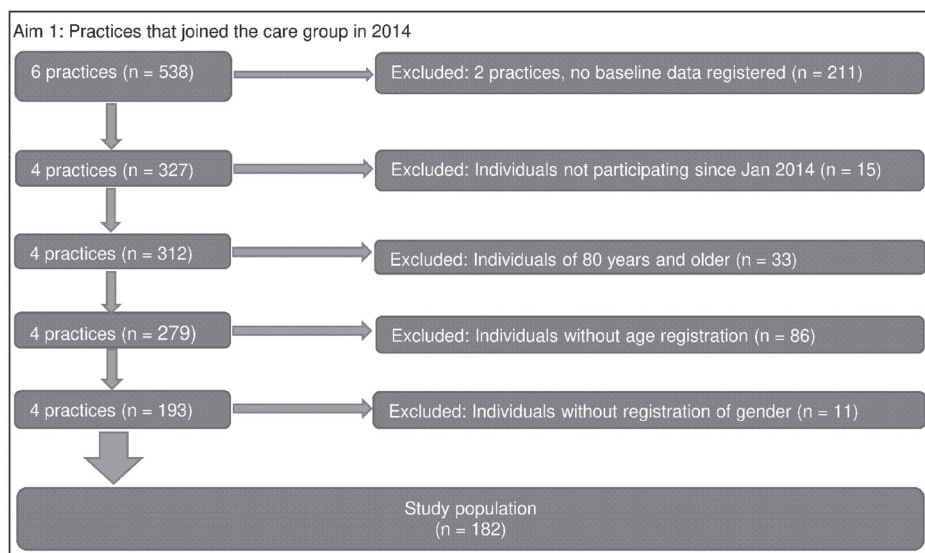 Aim 1: Practices that joined the care group in 2014
6 practices (n = 538)
Excluded: 2 practices, no baseline data registered (n = 211)
4 practices (n = 327)
Excluded: Individuals not participating since Jan 2014 (n = 15)
4 practices (n = 312)
Excluded: Individuals of 80 years and older (n = 33)
4 practices (n = 279)
Excluded: Individuals without age registration (n = 86)
4 practices (n = 193)
Excluded: Individuals without registration of gender (n = 11)
Study population
(n = 182)